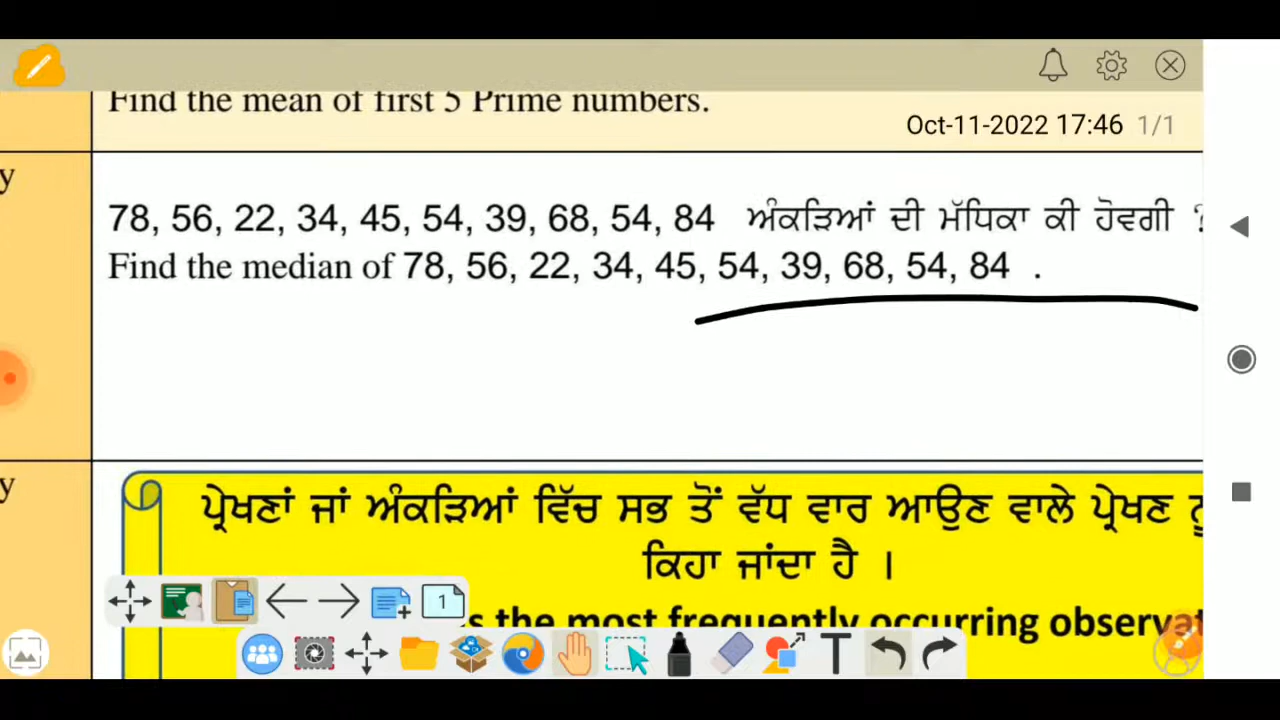 Find the mean of first 5 Prime numbers.
Oct-11-2022 17:46 1/1
y
78, 56, 22, 34, 45, 54, 39, 68, 54, 84 ਅੰਕੜਿਆਂ ਦੀ ਮੱਧਿਕਾ ਕੀ ਹੋਵਗੀ ?
Find the median of 78, 56, 22, 34, 45, 54, 39, 68, 54, 84 .
y
ਪ੍ਰੇਖਣਾਂ ਜਾਂ ਅੰਕੜਿਆਂ ਵਿੱਚ ਸਭ ਤੋਂ ਵੱਧ ਵਾਰ ਆਉਣ ਵਾਲੇ ਪ੍ਰੇਖਣ
ਕਿਹਾ ਜਾਂਦਾ ਹੈ ।
the most frequently occurring
1
T